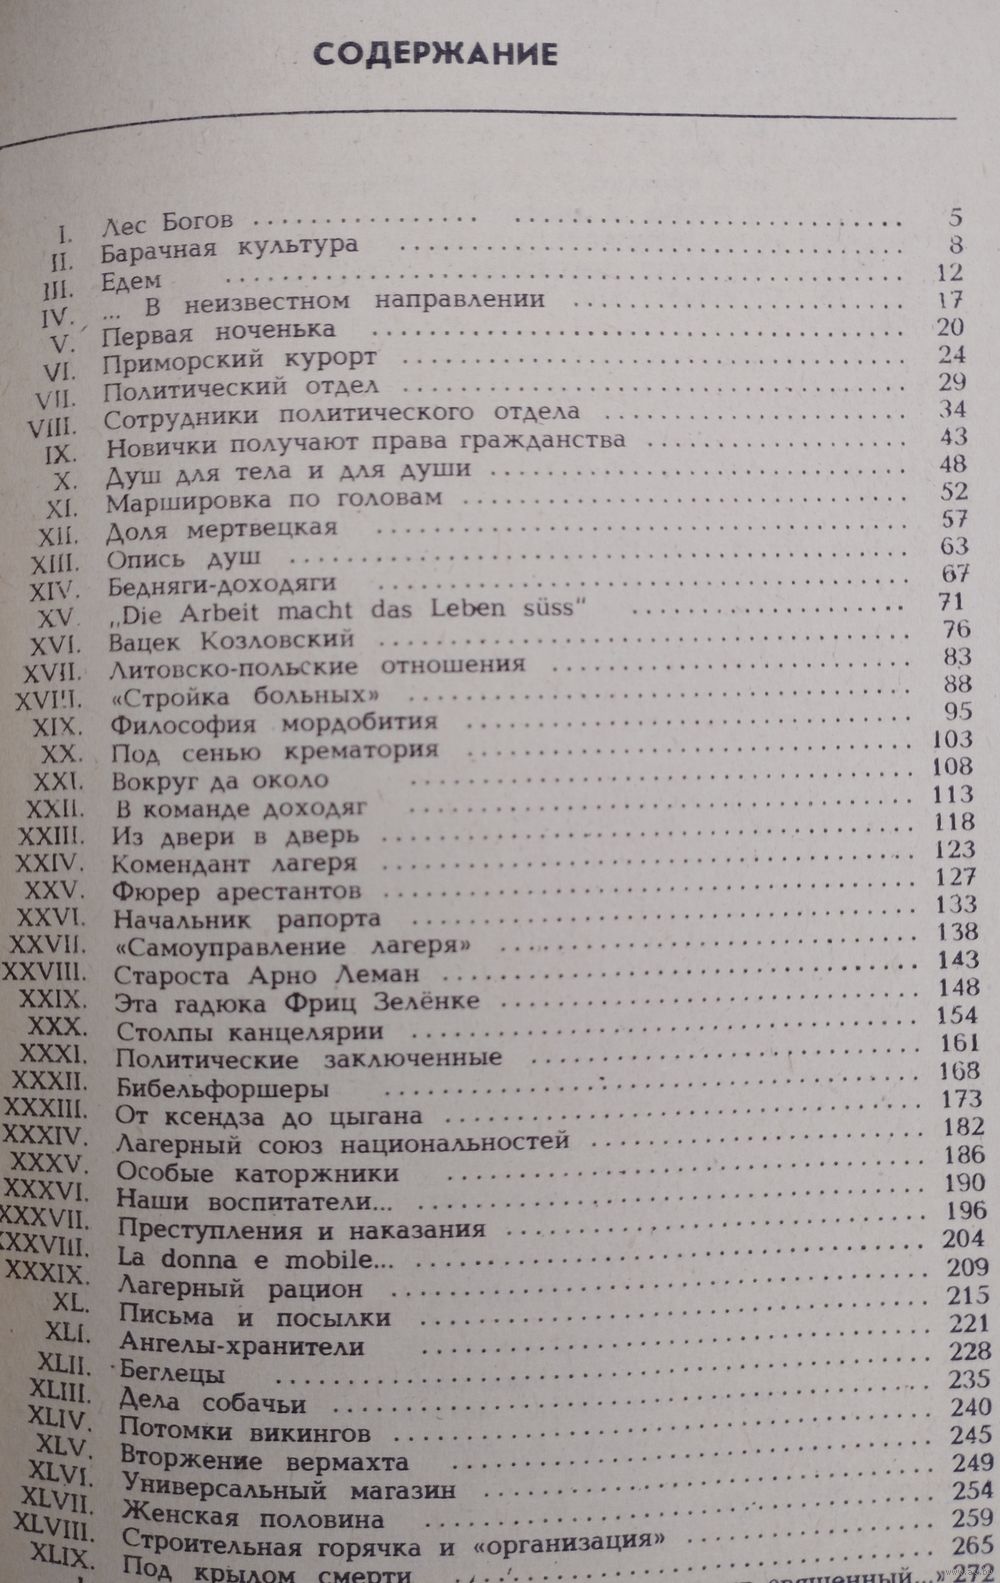 СОДЕРЖАНИЕ
I. Лес Богов 5
II. Барачная культура 8
III. Едем 12
IV. ... В неизвестном направлении 17
V. Первая ноченька 20
VI. Приморский курорт 24
VII. Политический отдел 29
VIII. Сотрудники политического отдела 34
IX. Новички получают права гражданства 43
X. Душ для тела и для души 48
XI. Маршировка по головам 52
XII. Доля мертвецкая 57
XIII. Опись душ 63
XIV. Бедняги-доходяги 67
XV. „Die Arbeit macht das Leben süss" 71
XVI. Вацек Козловский 76
XVII. Литовско-польские отношения 83
XVIII. «Стройка больных» 88
XIX. Философия мордобития 95
XX. Под сенью крематория 103
XXI. Вокруг да около 108
XXII. В команде доходяг 113
XXIII. Из двери в дверь 118
XXIV. Комендант лагеря 123
XXV. Фюрер арестантов 127
XXVI. Начальник рапорта 133
XXVII. «Самоуправление лагеря» 138
XXVIII. Староста Арно Леман 143
XXIX. Эта гадюка Фриц Зелёнке 148
XXX. Столпы канцелярии 154
XXXI. Политические заключенные 161
XXXII. Бибельфоршеры 168
XXXIII. От ксендза до цыгана 173
XXXIV. Лагерный союз национальностей 182
XXXV. Особые каторжники 186
XXXVI. Наши воспитатели... 190
XXXVII. Преступления и наказания 196
XXXVIII. La donna e mobile... 204
XXXIX. Лагерный рацион 209
XL. Письма и посылки 215
XLI. Ангелы-хранители 221
XLII. Беглецы 228
XLIII. Дела собачьи 235
XLIV. Потомки викингов 240
XLV. Вторжение вермахта 245
XLVI. Универсальный магазин 249
XLVII. Женская половина 254
XLVIII. Строительная горячка и «организация» 259
XLIX. Под крылом смерти 265
священный...» 272